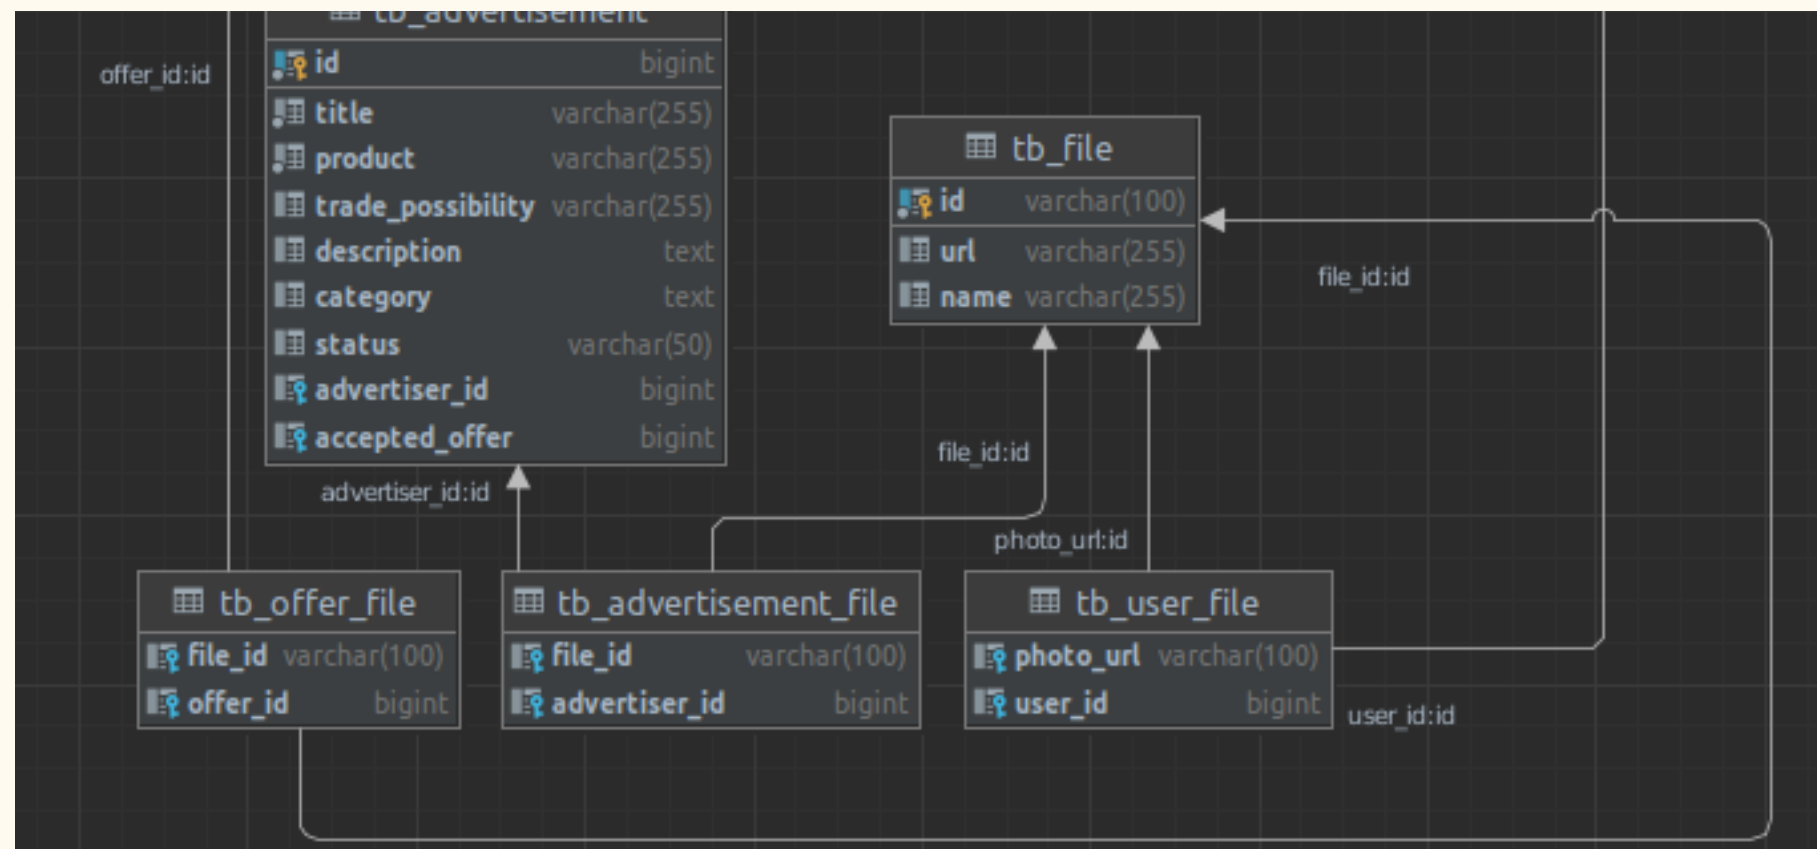 tb_advertisement
id bigint
title varchar(255)
product varchar(255)
trade_possibility varchar(255)
description text
category text
status varchar(50)
advertiser_id bigint
accepted_offer bigint
offer_id:id
tb_file
id varchar(100)
url varchar(255)
name varchar(255)
file_id:id
file_id:id
advertiser_id:id
photo_url:id
tb_offer_file
file_id varchar(100)
offer_id bigint
tb_advertisement_file
file_id varchar(100)
advertiser_id bigint
tb_user_file
photo_url varchar(100)
user_id bigint
user_id:id